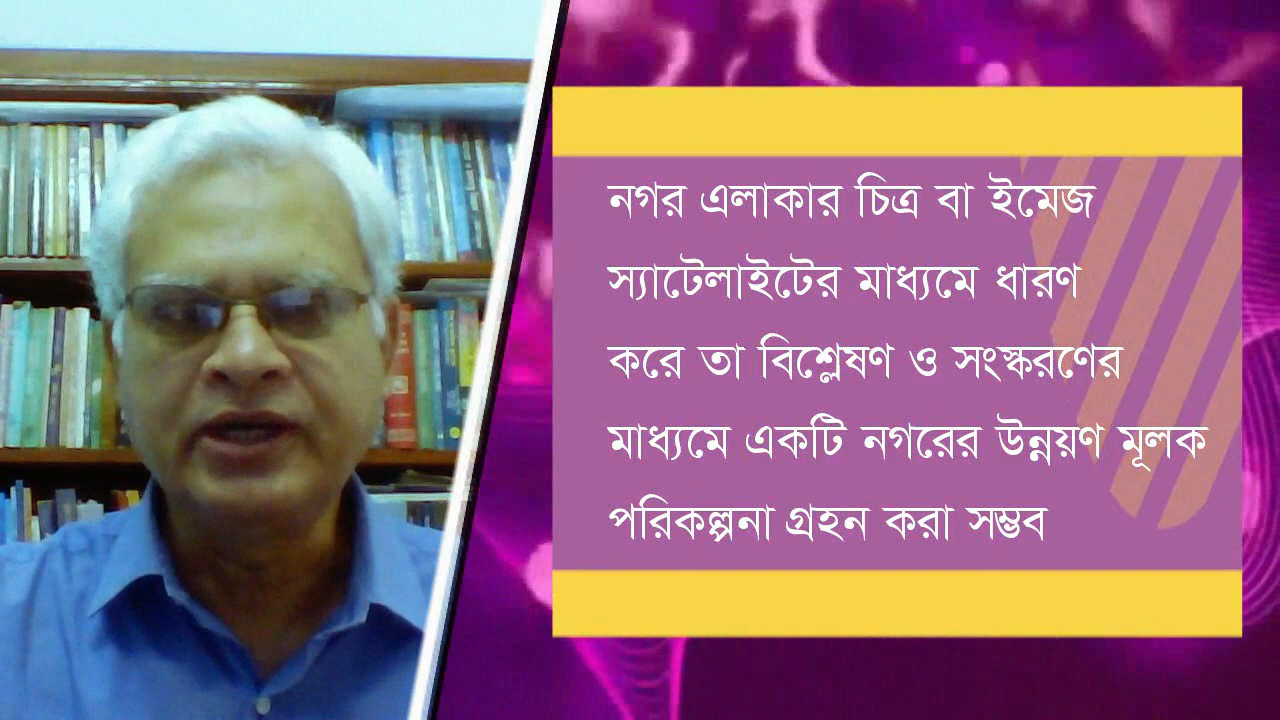 নগর এলাকার চিত্র বা ইমেজ
স্যাটেলাইটের মাধ্যমে ধারণ
করে তা বিশ্লেষণ ও সংস্করণের
মাধ্যমে একটি নগরের উন্নয়ণ মূলক
পরিকল্পনা গ্রহন করা সম্ভব